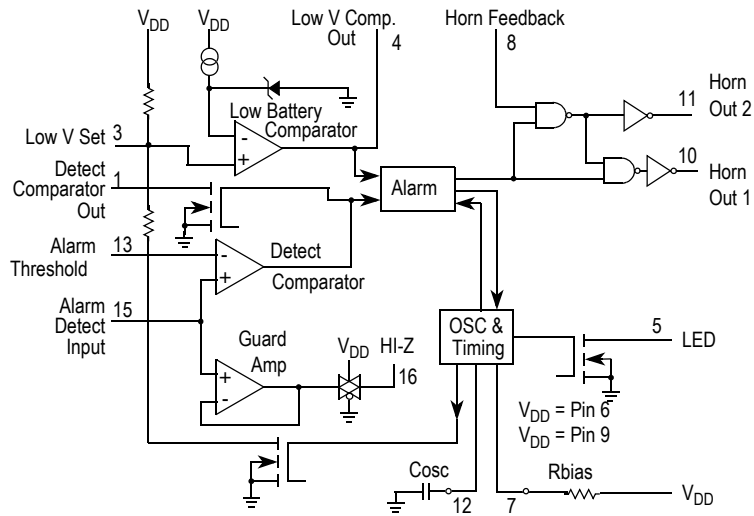 VDD
VDD
Low V Comp.
Out
4
Horn Feedback
8
11
Horn
Out 2
Low Battery
Comparator
-
+
Low V Set
3
Alarm
10
Horn
Out 1
Detect
Comparator
Out
1
Alarm
Threshold
13
-
+
Detect
Comparator
Alarm
Detect
Input
15
Guard
Amp
+
-
VDD
HI-Z
16
OSC &
Timing
5
LED
VDD = Pin 6
VDD = Pin 9
Cosc
12
7
Rbias
VDD